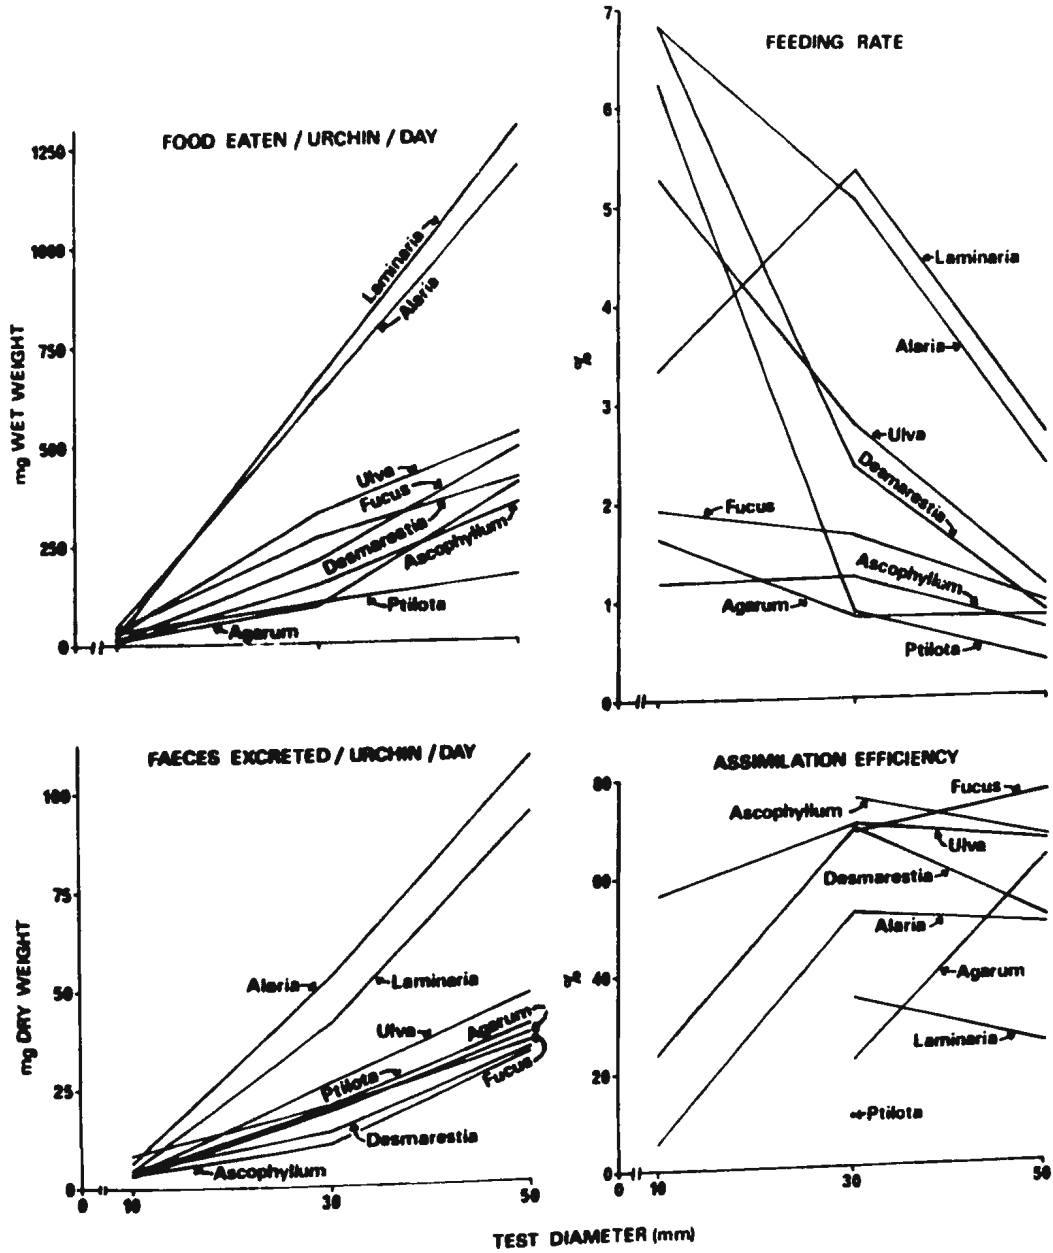 FOOD EATEN / URCHIN / DAY
1250
1000
750
500
250
0
mg WET WEIGHT
Laminaria
Alaria
Ulva
Fucus
Desmarestia
Ascophyllum
Ptilota
Agarum
FEEDING RATE
7
6
5
4
3
2
1
0
%
Laminaria
Alaria
Ulva
Desmarestia
Fucus
Ascophyllum
Agarum
Ptilota
FAECES EXCRETED / URCHIN / DAY
100
75
50
25
0
mg DRY WEIGHT
Alaria
Laminaria
Ulva
Agarum
Ptilota
Fucus
Desmarestia
Ascophyllum
0 10 30 50
ASSIMILATION EFFICIENCY
80
60
40
20
0
%
Fucus
Ascophyllum
Ulva
Desmarestia
Alaria
Agarum
Laminaria
Ptilota
0 10 30 50
TEST DIAMETER (mm)